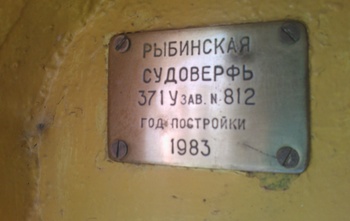 РЫБИНСКАЯ
СУДОВЕРФЬ
371У ЗАВ. N-812
ГОД ПОСТРОЙКИ
1983